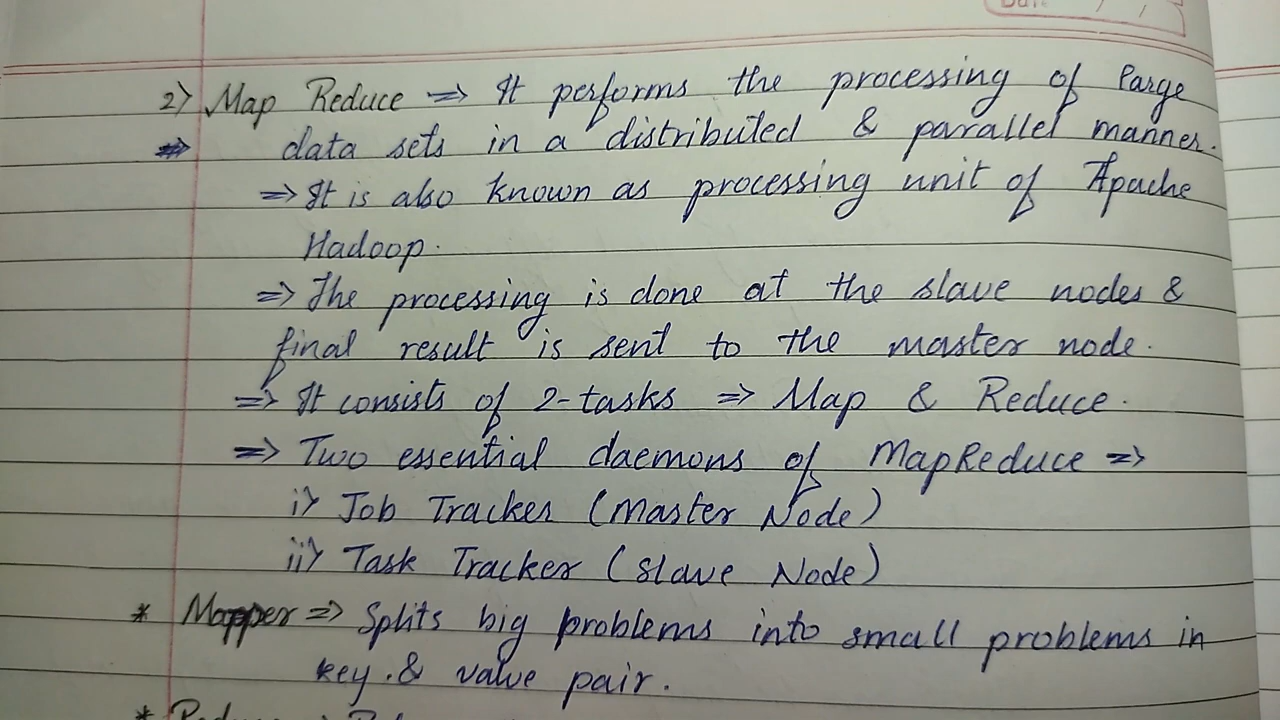 2) Map Reduce => It performs the processing of large
=> data sets in a distributed & parallel manner.
=> It is also known as processing unit of Apache
Hadoop.
=> The processing is done at the slave nodes &
final result is sent to the master node.
=> It consists of 2-tasks => Map & Reduce.
=> Two essential daemons of MapReduce =>
i) Job Tracker (Master Node)
ii) Task Tracker (Slave Node)
* Mapper => Splits big problems into small problems in
key. & value pair.
*